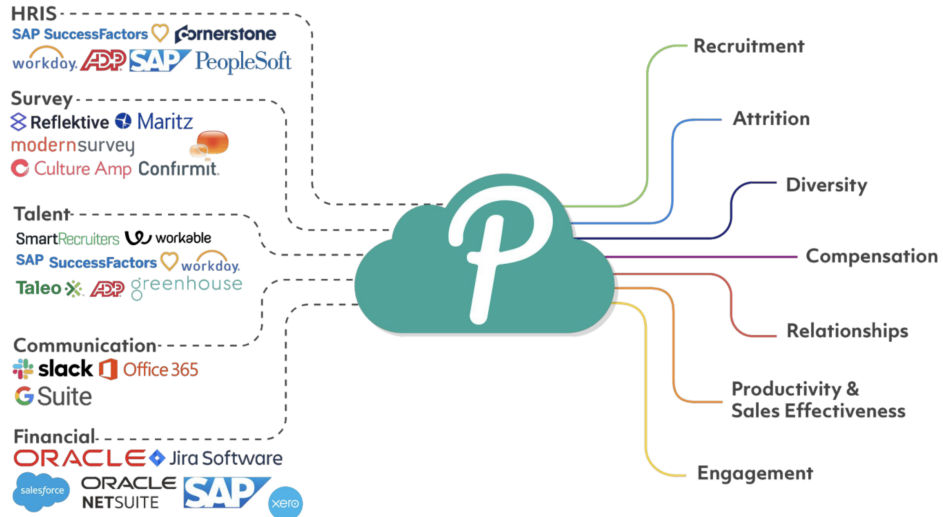 HRIS
SAP SuccessFactors cornerstone
workday. ADP SAP PeopleSoft
Survey
Reflektive Maritz
modernsurvey
Culture Amp Confirmit.
Talent
SmartRecruiters workable
SAP SuccessFactors workday.
Taleo ADP greenhouse
Communication
slack Office 365
G Suite
Financial
ORACLE Jira Software
salesforce ORACLE NETSUITE SAP xero
P
Recruitment
Attrition
Diversity
Compensation
Relationships
Productivity &
Sales Effectiveness
Engagement